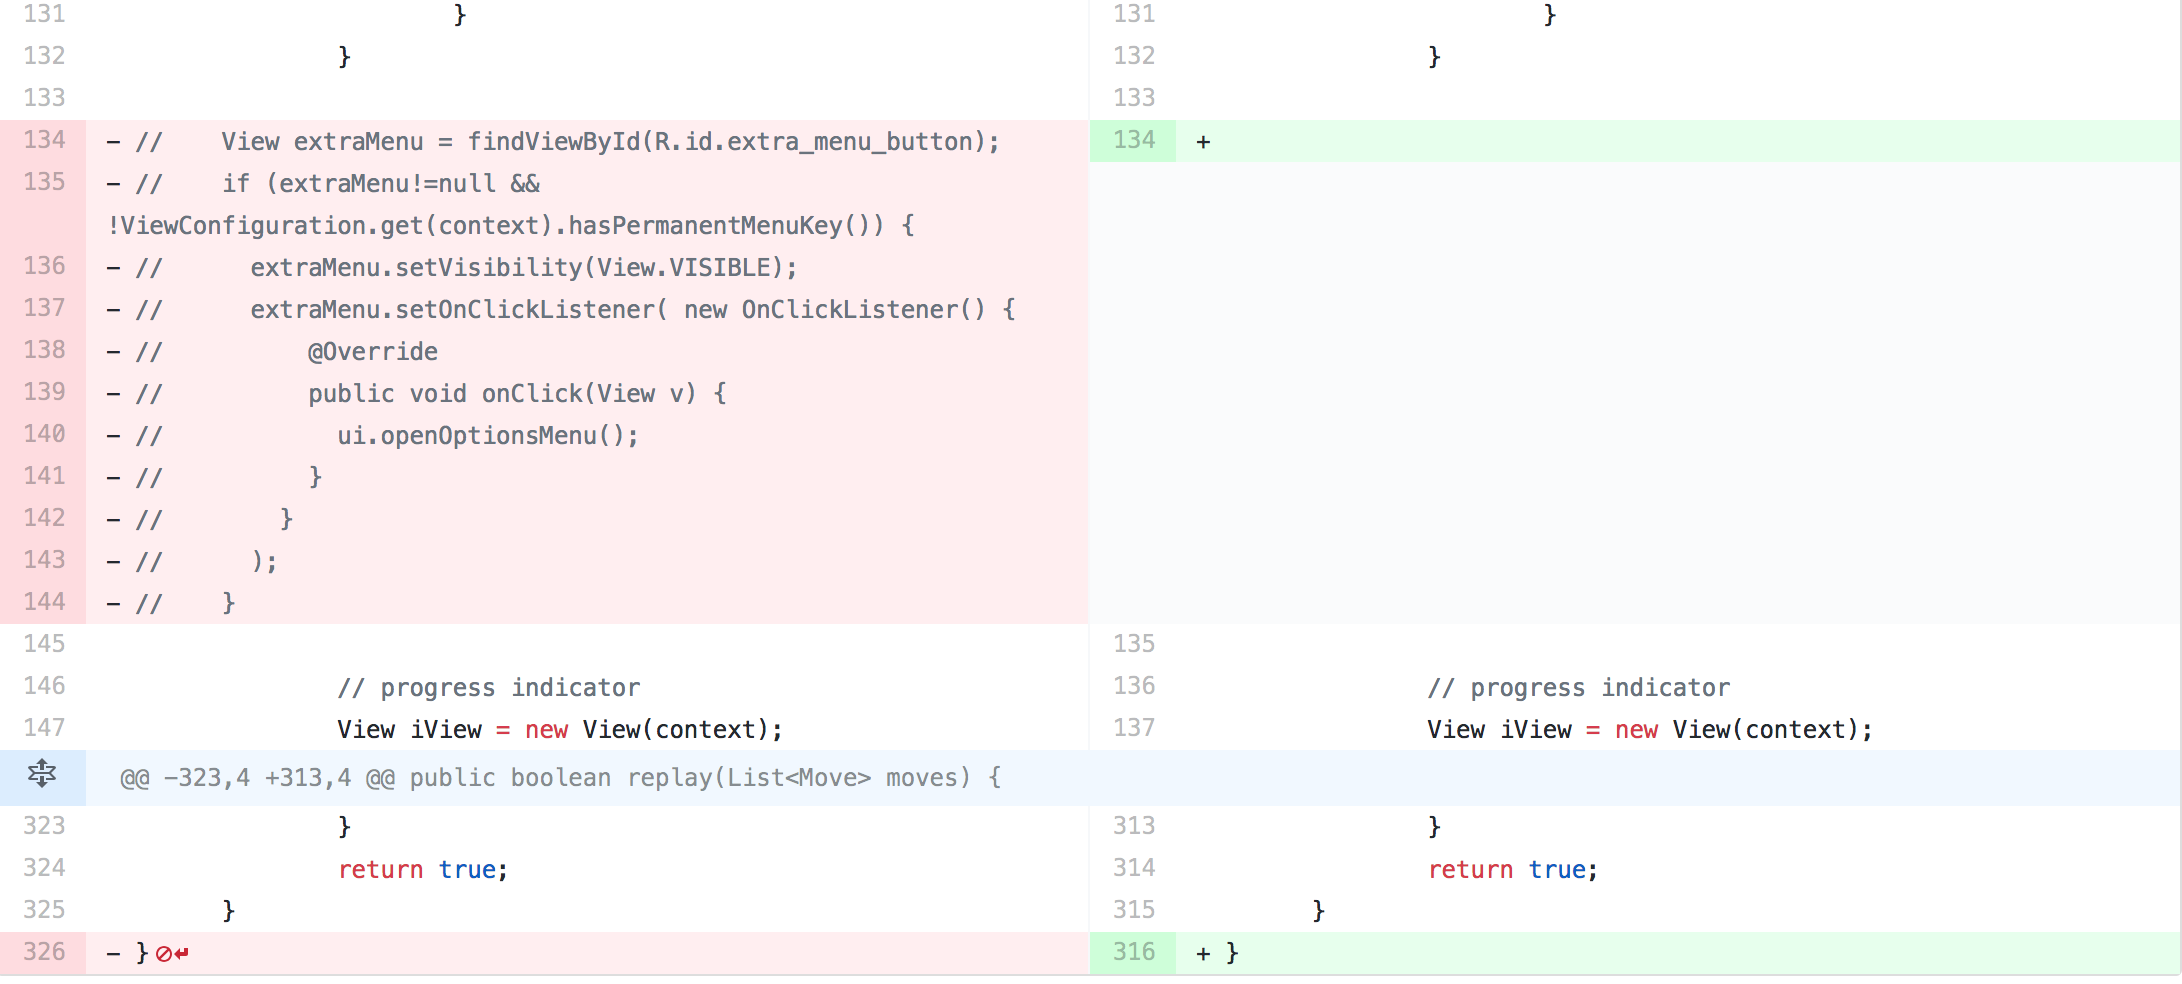 131 } 131 }
132 } 132 }
133 133
134 - // View extraMenu = findViewById(R.id.extra_menu_button); 134 +
135 - // if (extraMenu!=null &&
!ViewConfiguration.get(context).hasPermanentMenuKey()) {
136 - // extraMenu.setVisibility(View.VISIBLE);
137 - // extraMenu.setOnClickListener( new OnClickListener() {
138 - // @Override
139 - // public void onClick(View v) {
140 - // ui.openOptionsMenu();
141 - // }
142 - // }
143 - // );
144 - // }
145 135
146 // progress indicator 136 // progress indicator
147 View iView = new View(context); 137 View iView = new View(context);
@@ -323,4 +313,4 @@ public boolean replay(List<Move> moves) {
323 } 313 }
324 return true; 314 return true;
325 } 315 }
326 - } 316 + }